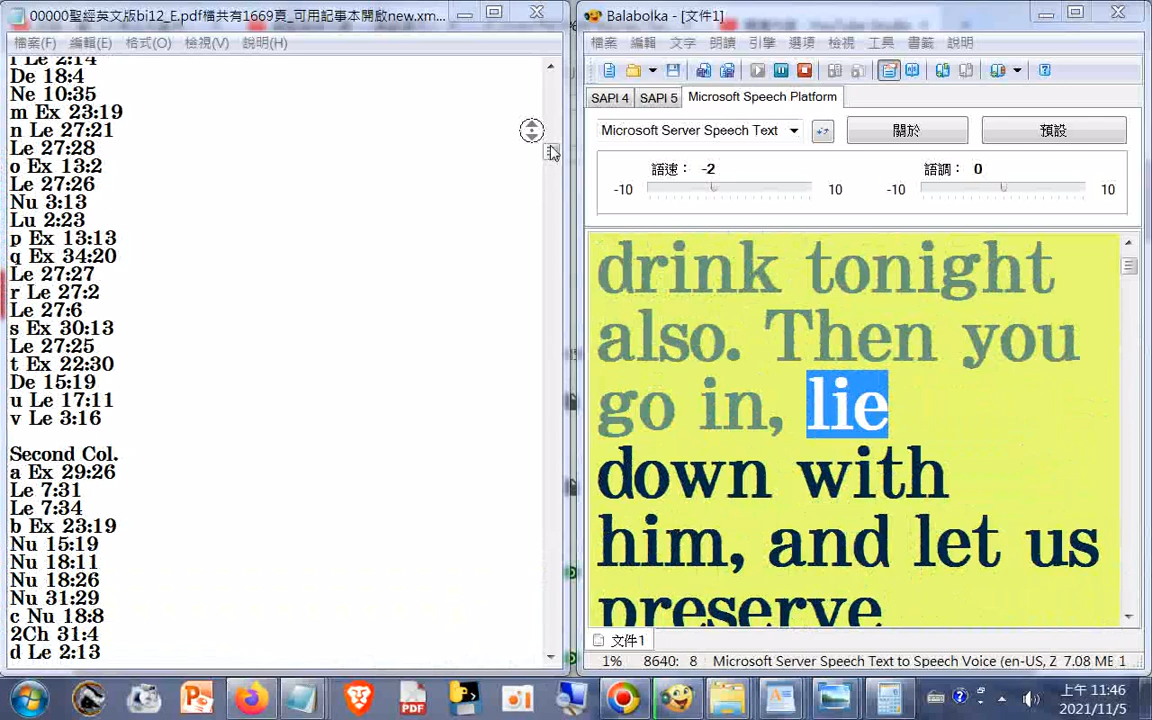 00000聖經英文版bi12_E.pdf檔共有1669頁_可用記事本開啟new.xm...
檔案(F) 編輯(E) 格式(O) 檢視(V) 說明(H)
r Le 2:14
De 18:4
Ne 10:35
m Ex 23:19
n Le 27:21
Le 27:28
o Ex 13:2
Le 27:26
Nu 3:13
Lu 2:23
p Ex 13:13
q Ex 34:20
Le 27:27
r Le 27:2
Le 27:6
s Ex 30:13
Le 27:25
t Ex 22:30
De 15:19
u Le 17:11
v Le 3:16
Second Col.
a Ex 29:26
Le 7:31
Le 7:34
b Ex 23:19
Nu 15:19
Nu 18:11
Nu 18:26
Nu 31:29
c Nu 18:8
2Ch 31:4
d Le 2:13
Balabolka - [文件1]
檔案 編輯 文字 朗讀 引擎 選項 檢視 工具 書籤 說明
SAPI 4 SAPI 5 Microsoft Speech Platform
Microsoft Server Speech Text 關於 預設
語速： -2 語調： 0
-10 10 -10 10
drink tonight
also. Then you
go in, lie
down with
him, and let us
preserve
文件1
1% 8640: 8 Microsoft Server Speech Text to Speech Voice (en-US, Z 7.08 ME 1
上午 11:46
2021/11/5